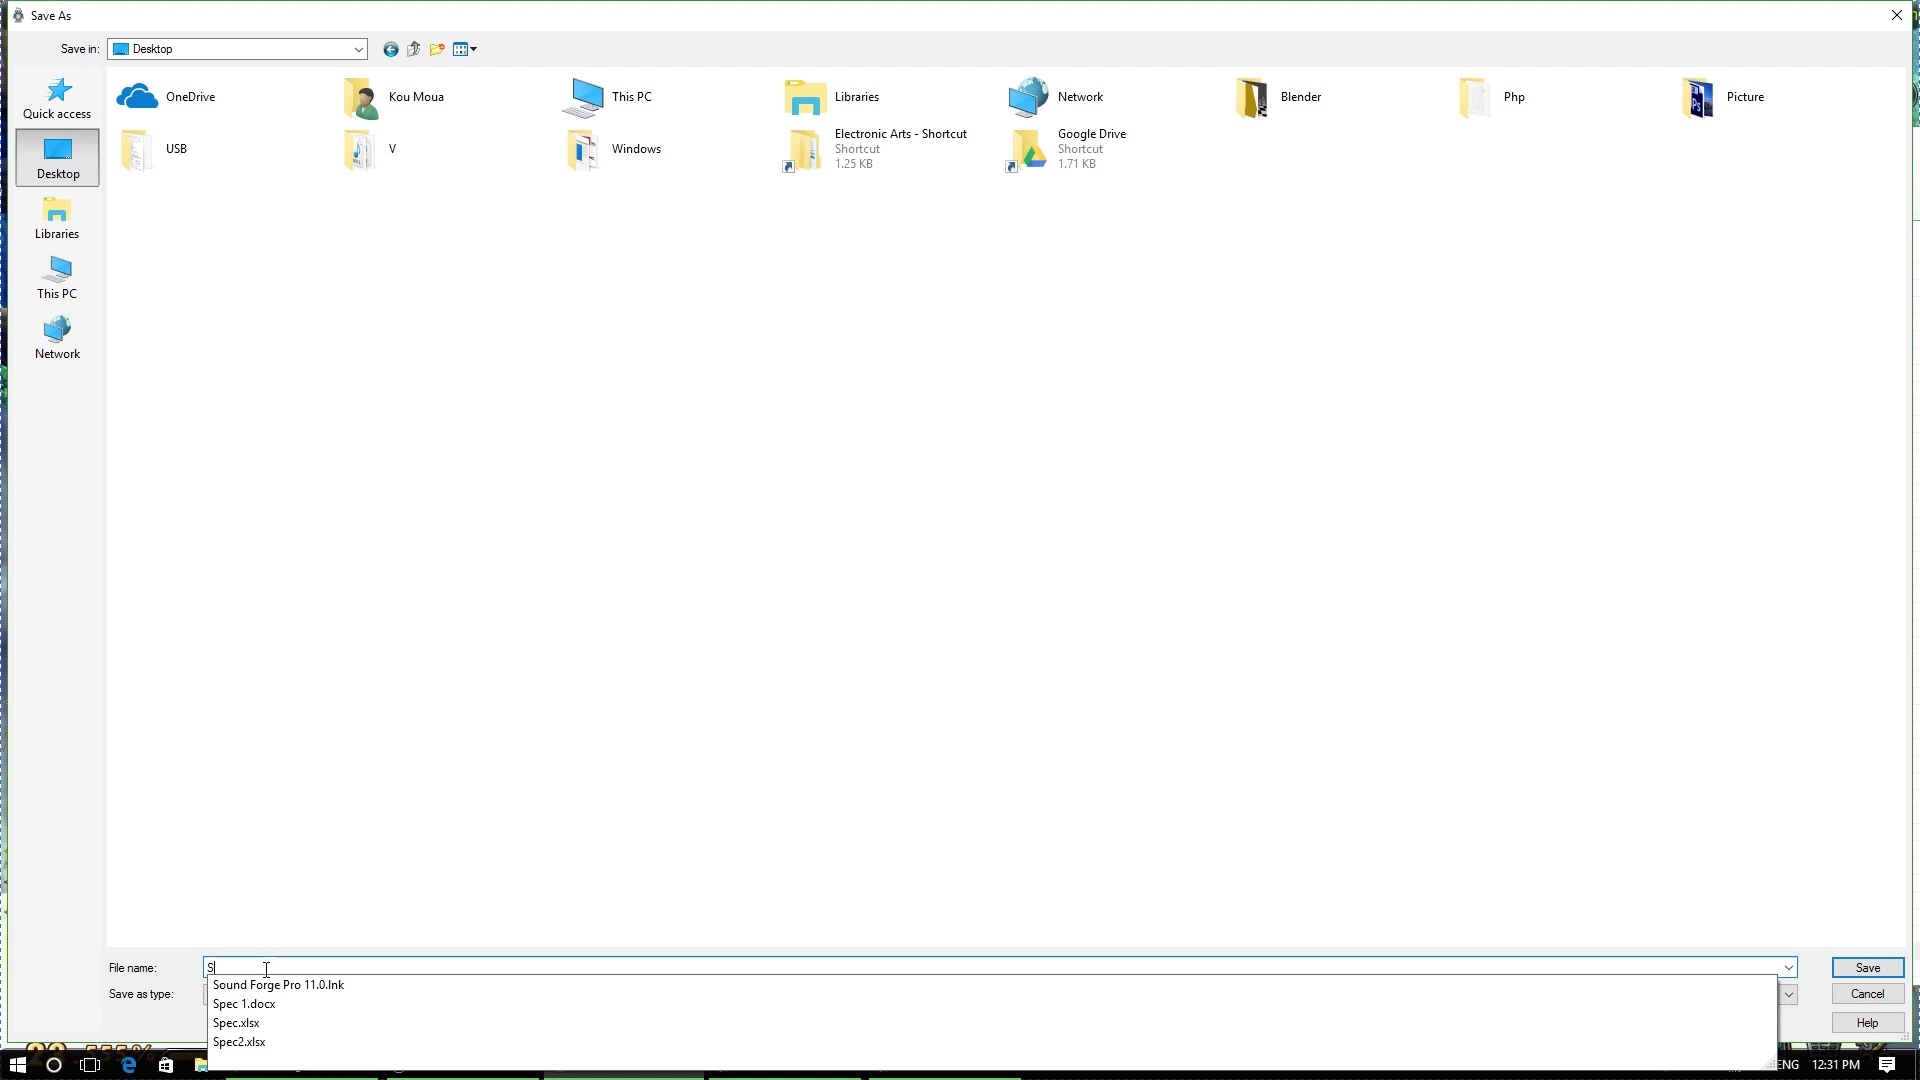 Save As
Save in:
Desktop
Quick access
Desktop
Libraries
This PC
Network
OneDrive
Kou Moua
This PC
Libraries
Network
Blender
Php
Picture
USB
V
Windows
Electronic Arts - Shortcut
Shortcut
1.25 KB
Google Drive
Shortcut
1.71 KB
File name:
S
Save
Save as type:
Cancel
Help
Sound Forge Pro 11.0.lnk
Spec 1.docx
Spec.xlsx
Spec2.xlsx
ENG
12:31 PM